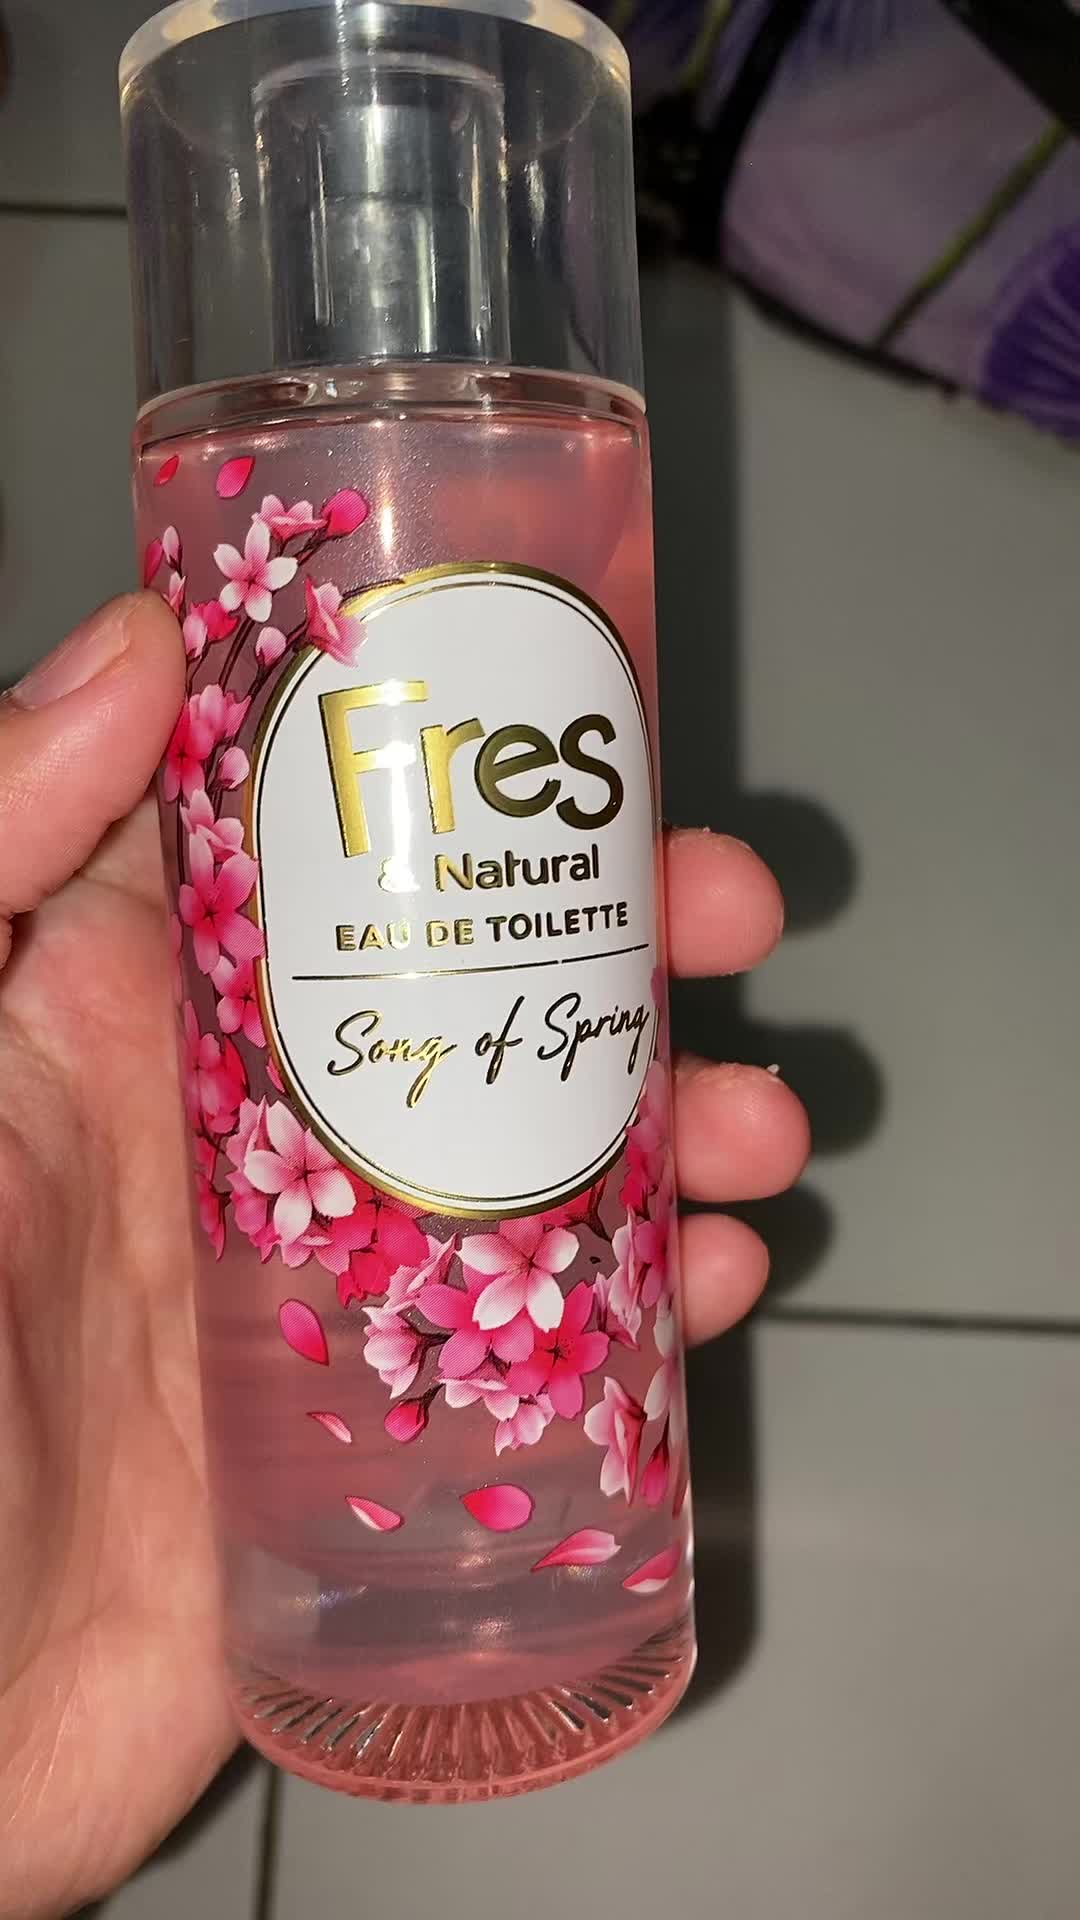 Fres
& Natural
EAU DE TOILETTE
Song of Spring